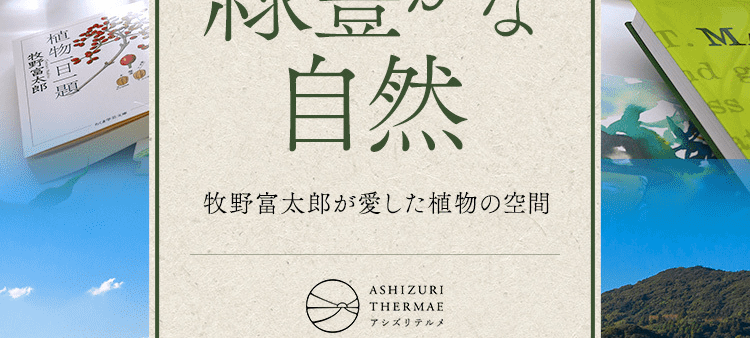 緑豊かな
自然
牧野富太郎が愛した植物の空間
ASHIZURI
THERMAE
アシズリテルメ
植物一日一題
牧野富太郎
T. M